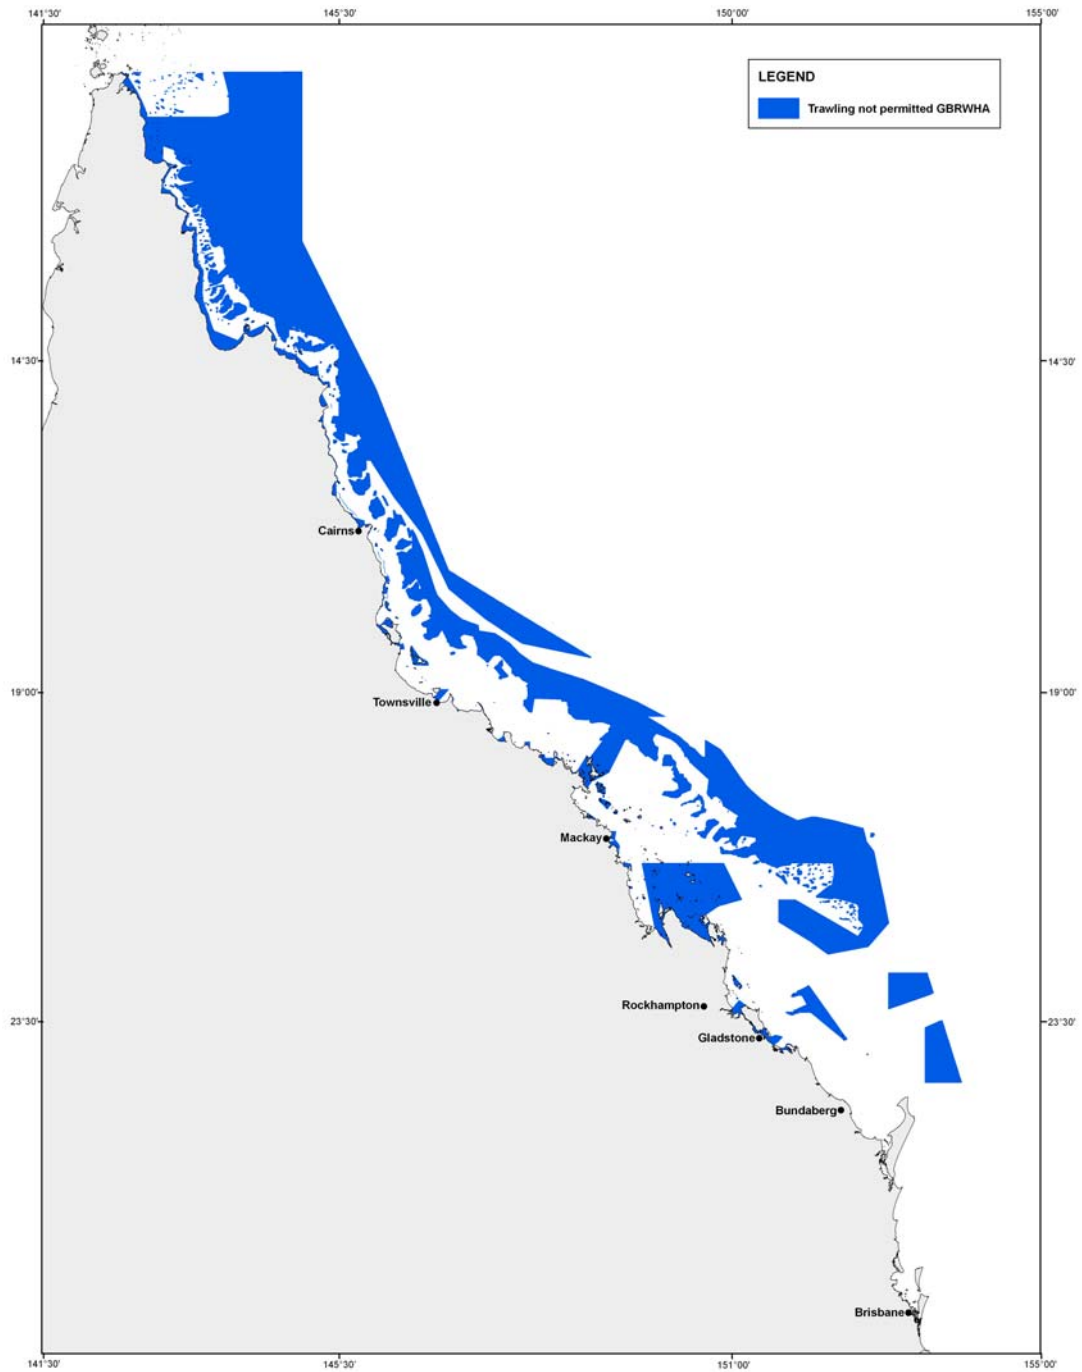 141°30' 145°30' 150°00' 155°00'
LEGEND
Trawling not permitted GBRWHA
14°30' 14°30'
Cairns
19°00' 19°00'
Townsville
Mackay
Rockhampton
23°30' 23°30'
Gladstone
Bundaberg
Brisbane
141°30' 145°30' 151°00' 155°00'